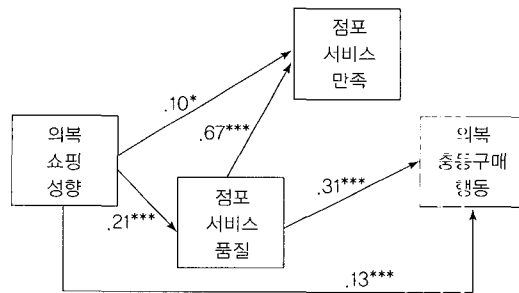 점포
서비스
만족
.10*
.67***
의복
쇼핑
성향
의복
충동구매
행동
.31***
.21***
점포
서비스
품질
.13***